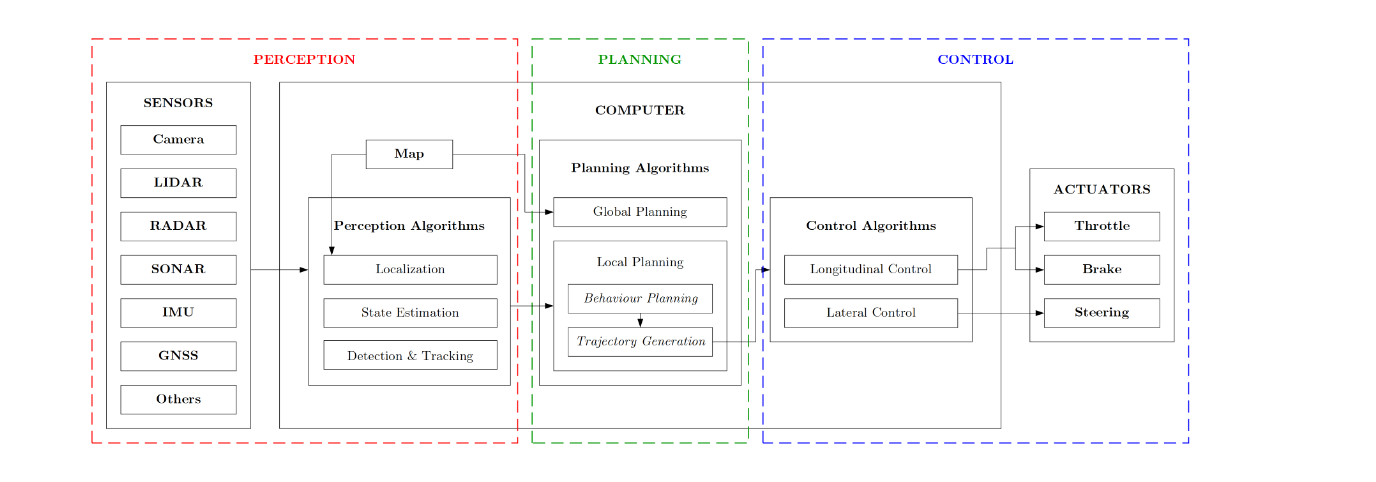 PERCEPTION
SENSORS
Camera
LIDAR
RADAR
SONAR
IMU
GNSS
Others
Map
Perception Algorithms
Localization
State Estimation
Detection & Tracking
PLANNING
COMPUTER
Planning Algorithms
Global Planning
Local Planning
Behaviour Planning
Trajectory Generation
CONTROL
Control Algorithms
Longitudinal Control
Lateral Control
ACTUATORS
Throttle
Brake
Steering